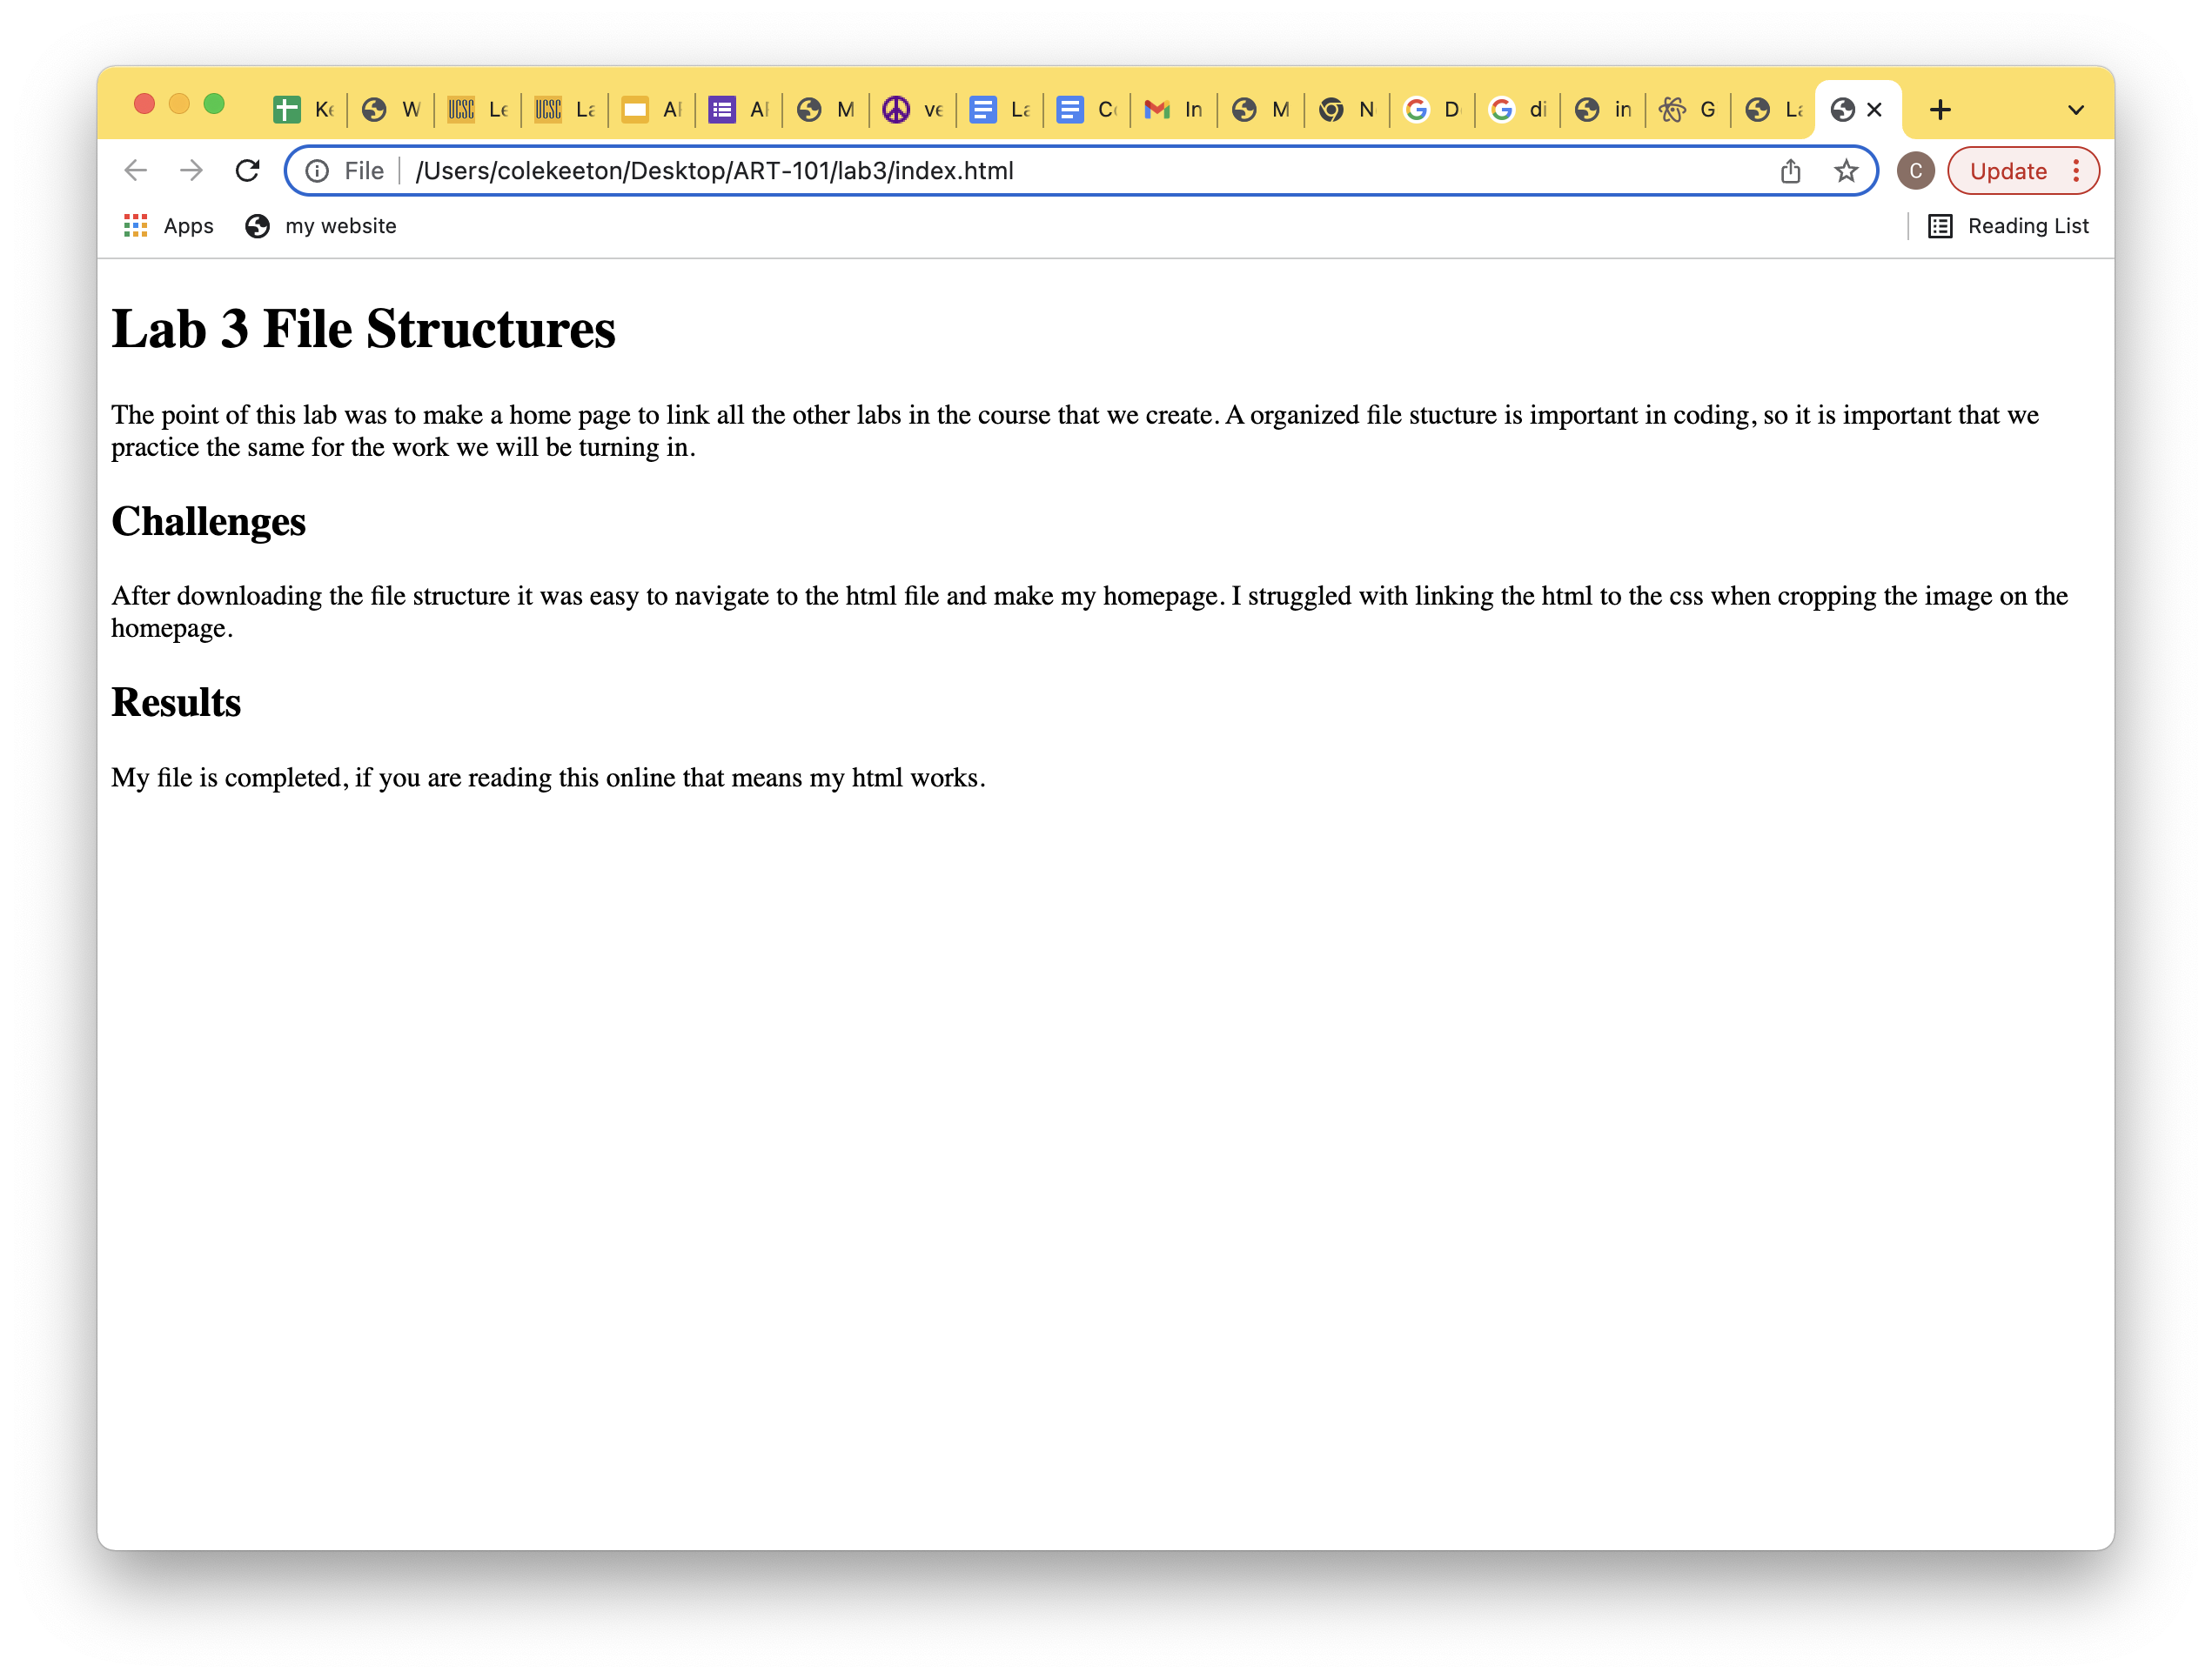 Ke W UCSC Le UCSC La M ve La C In M N G D G di in G La
File /Users/colekeeton/Desktop/ART-101/lab3/index.html C Update
Apps my website Reading List
Lab 3 File Structures
The point of this lab was to make a home page to link all the other labs in the course that we create. A organized file stucture is important in coding, so it is important that we
practice the same for the work we will be turning in.
Challenges
After downloading the file structure it was easy to navigate to the html file and make my homepage. I struggled with linking the html to the css when cropping the image on the
homepage.
Results
My file is completed, if you are reading this online that means my html works.